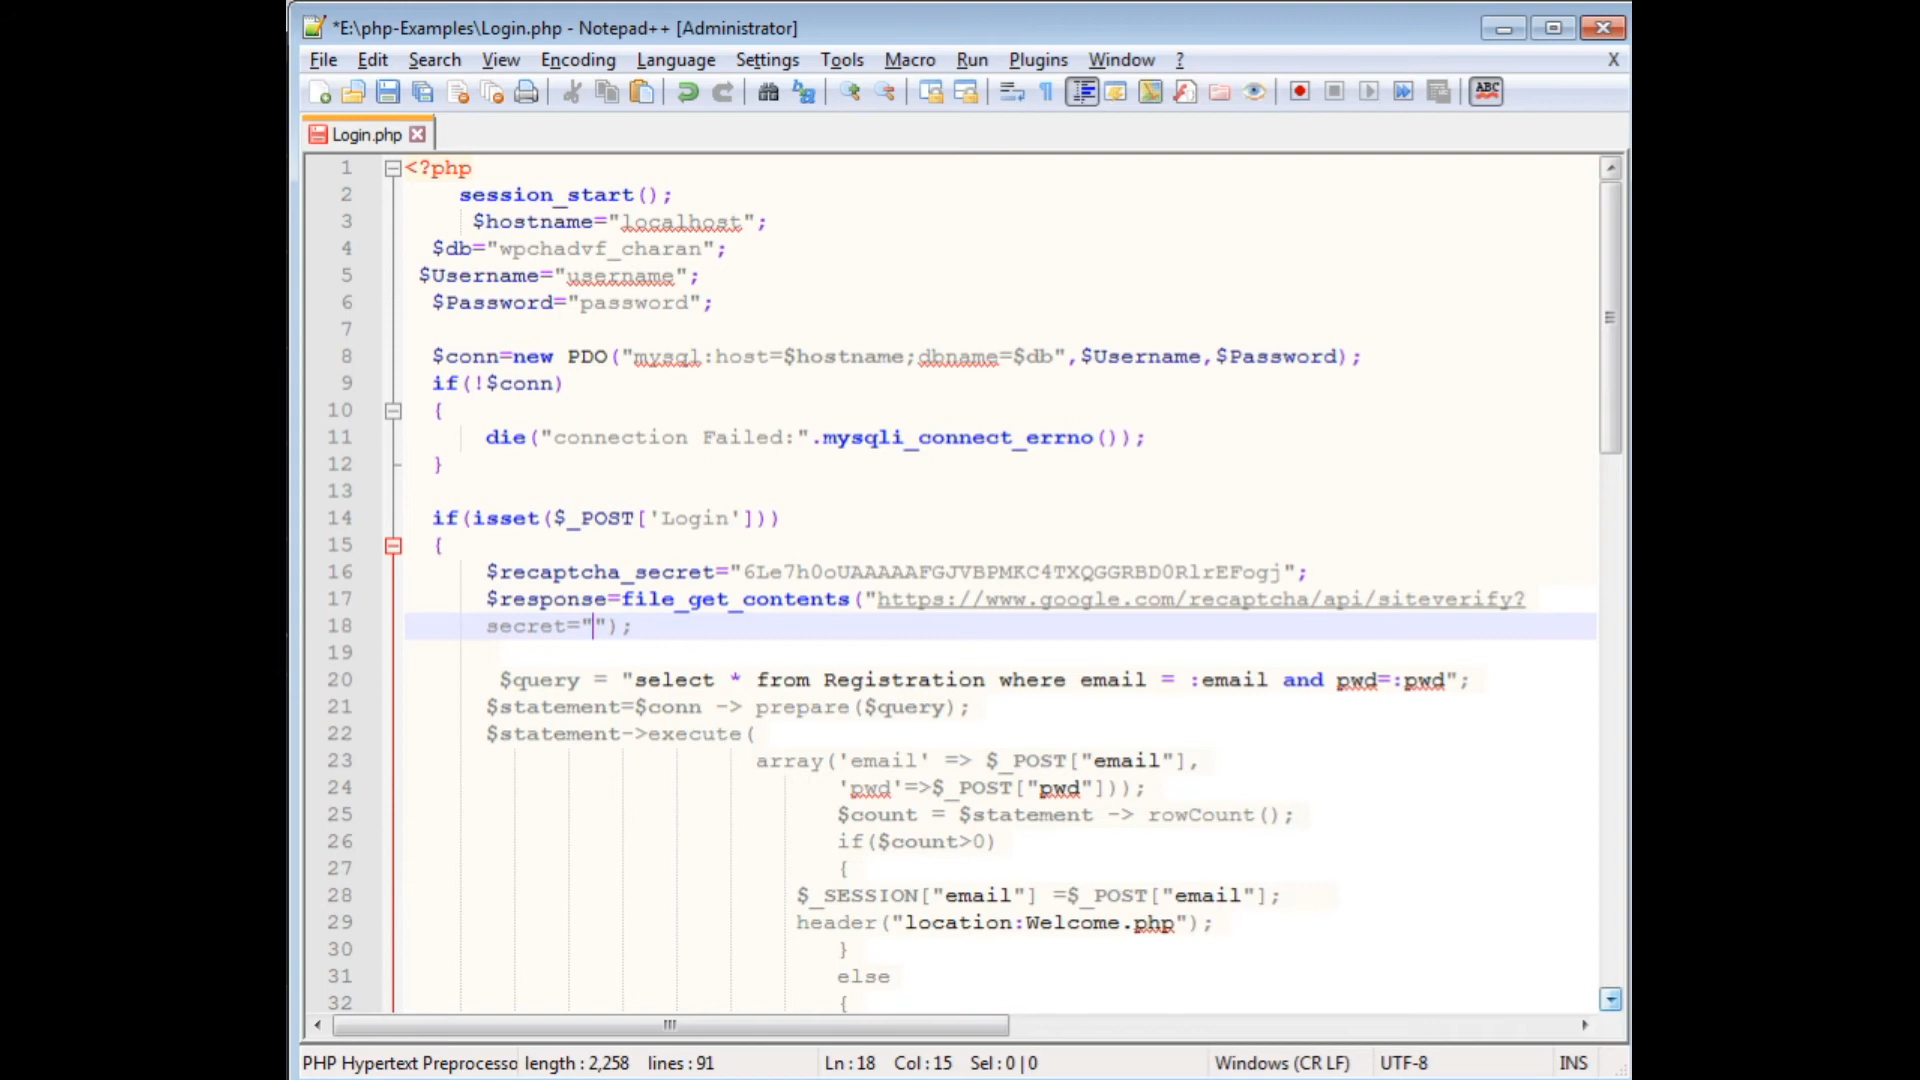 *E:\php-Examples\Login.php - Notepad++ [Administrator]
File Edit Search View Encoding Language Settings Tools Macro Run Plugins Window ? X
ABC
Login.php
1 <?php
2 session_start();
3 $hostname="localhost";
4 $db="wpchadvf_charan";
5 $Username="username";
6 $Password="password";
7
8 $conn=new PDO("mysql:host=$hostname;dbname=$db",$Username,$Password);
9 if(!$conn)
10 {
11 die("connection Failed:".mysqli_connect_errno());
12 }
13
14 if(isset($_POST['Login']))
15 {
16 $recaptcha_secret="6Le7h0oUAAAAAFGJVBPMKC4TXQGGRBD0RlrEFogj";
17 $response=file_get_contents("https://www.google.com/recaptcha/api/siteverify?
18 secret="");
19
20 $query = "select * from Registration where email = :email and pwd=:pwd";
21 $statement=$conn -> prepare($query);
22 $statement->execute(
23 array('email' => $_POST["email"],
24 'pwd'=>$_POST["pwd"]));
25 $count = $statement -> rowCount();
26 if($count>0)
27 {
28 $_SESSION["email"] =$_POST["email"];
29 header("location:Welcome.php");
30 }
31 else
32 {
PHP Hypertext Preprocesso length : 2,258 lines : 91 Ln : 18 Col : 15 Sel : 0 | 0 Windows (CR LF) UTF-8 INS